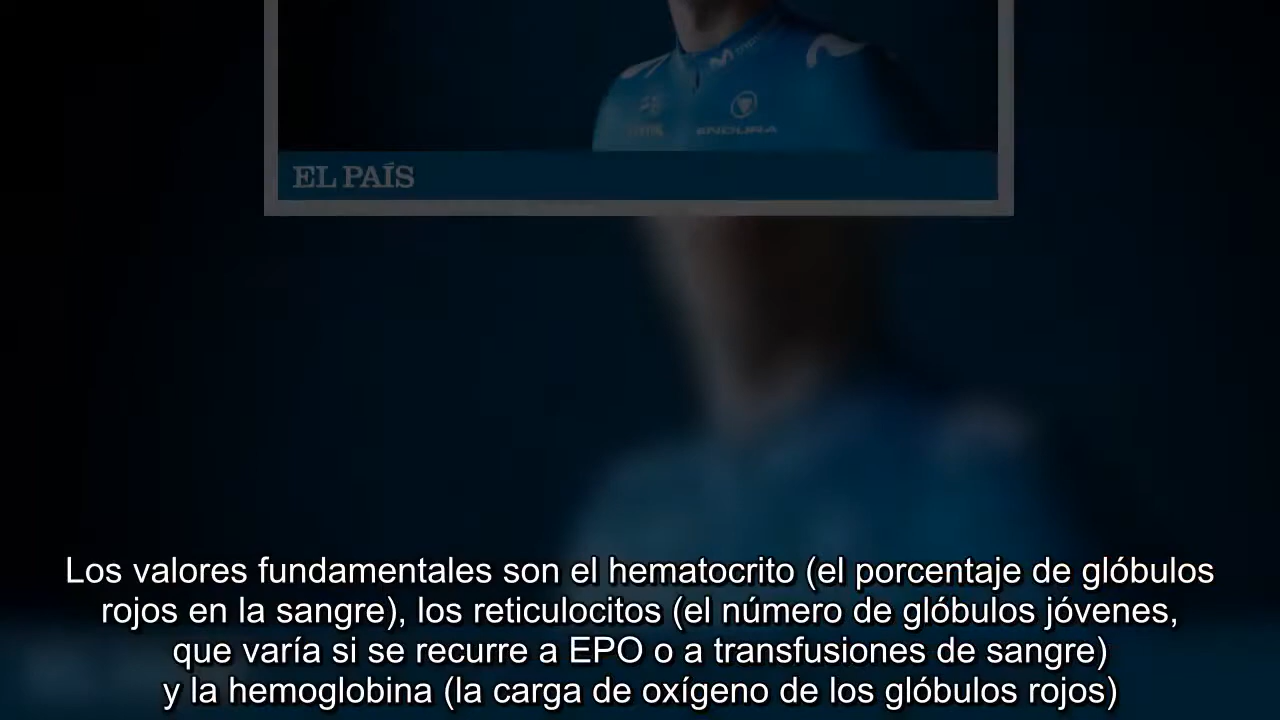 ENDURA
EL PAÍS
Los valores fundamentales son el hematocrito (el porcentaje de glóbulos
rojos en la sangre), los reticulocitos (el número de glóbulos jóvenes,
que varía si se recurre a EPO o a transfusiones de sangre)
y la hemoglobina (la carga de oxígeno de los glóbulos rojos)